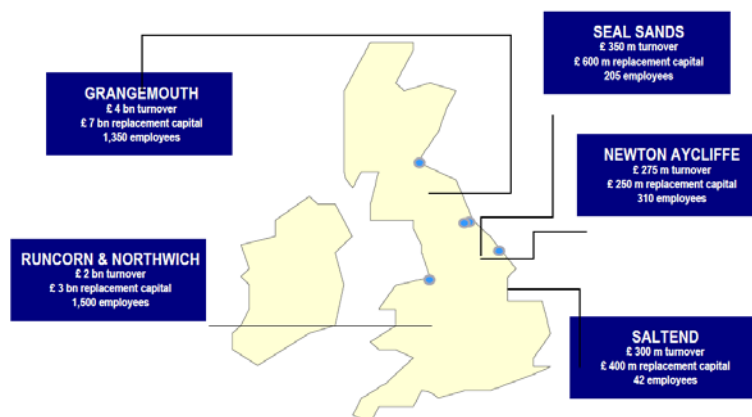 SEAL SANDS
£ 350 m turnover
£ 600 m replacement capital
205 employees
GRANGEMOUTH
£ 4 bn turnover
£ 7 bn replacement capital
1,350 employees
NEWTON AYCLIFFE
£ 275 m turnover
£ 250 m replacement capital
310 employees
RUNCORN & NORTHWICH
£ 2 bn turnover
£ 3 bn replacement capital
1,500 employees
SALTEND
£ 300 m turnover
£ 400 m replacement capital
42 employees